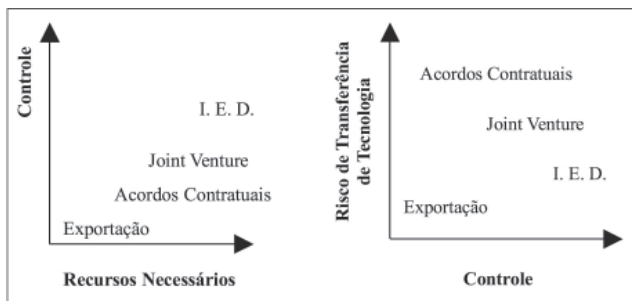 Controle
I. E. D.
Joint Venture
Acordos Contratuais
Exportação
Recursos Necessários
Risco de Transferência
de Tecnologia
Acordos Contratuais
Joint Venture
I. E. D.
Exportação
Controle